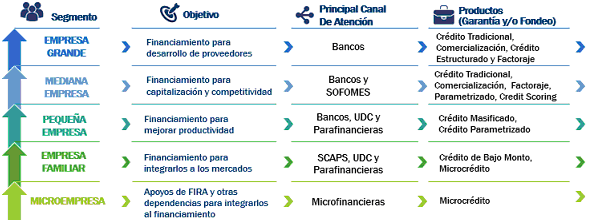 Segmento
Objetivo
Principal Canal
De Atención
Productos
(Garantía y/o Fondeo)
EMPRESA
GRANDE
Financiamiento para
desarrollo de proveedores
Bancos
Crédito Tradicional,
Comercialización, Crédito
Estructurado y Factoraje
MEDIANA
EMPRESA
Financiamiento para
capitalización y competitividad
Bancos y
SOFOMES
Crédito Tradicional,
Comercialización, Factoraje,
Parametrizado, Credit Scoring
PEQUEÑA
EMPRESA
Financiamiento para
mejorar productividad
Bancos, UDC y
Parafinancieras
Crédito Masificado,
Crédito Parametrizado
EMPRESA
FAMILIAR
Financiamiento para
integrarlos a los mercados
SCAPS, UDC y
Parafinancieras
Crédito de Bajo Monto,
Microcrédito
MICROEMPRESA
Apoyos de FIRA y otras
dependencias para integrarlos
al financiamiento
Microfinancieras
Microcrédito